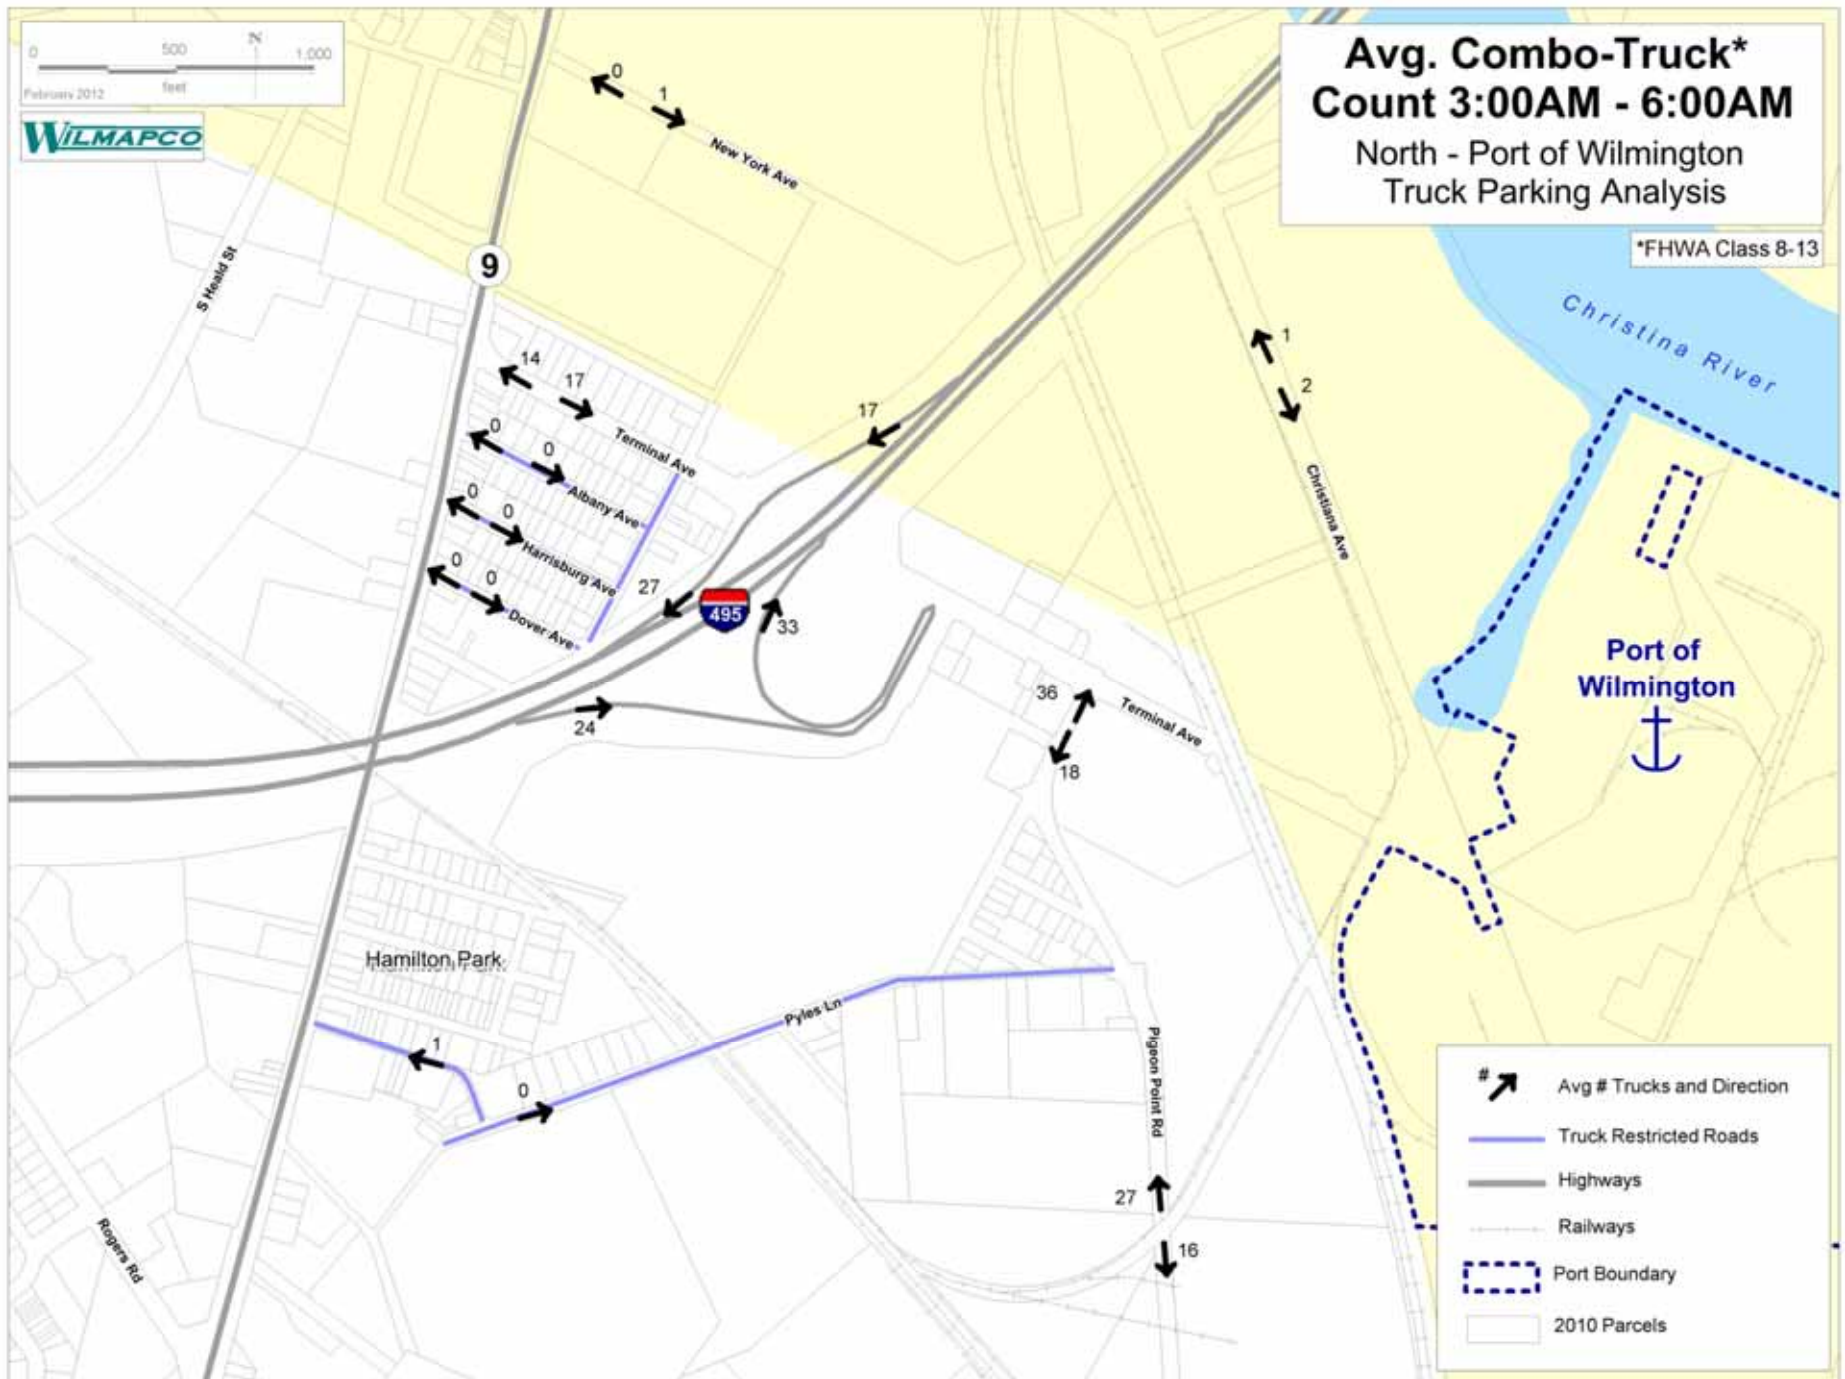 0 500 1,000
N
feet
February 2012
WILMAPCO
Avg. Combo-Truck*
Count 3:00AM - 6:00AM
North - Port of Wilmington
Truck Parking Analysis
*FHWA Class 8-13
0
1
New York Ave
S Heald St
9
14
17
Terminal Ave
0
0
Albany Ave
0
0
Harrisburg Ave
0
0
Dover Ave
17
27
495
33
24
1
2
Christiana Ave
Christina River
Port of
Wilmington
36
18
Terminal Ave
Hamilton Park
Pyles Ln
1
0
Pigeon Point Rd
27
16
Rogers Rd
# Avg # Trucks and Direction
Truck Restricted Roads
Highways
Railways
Port Boundary
2010 Parcels